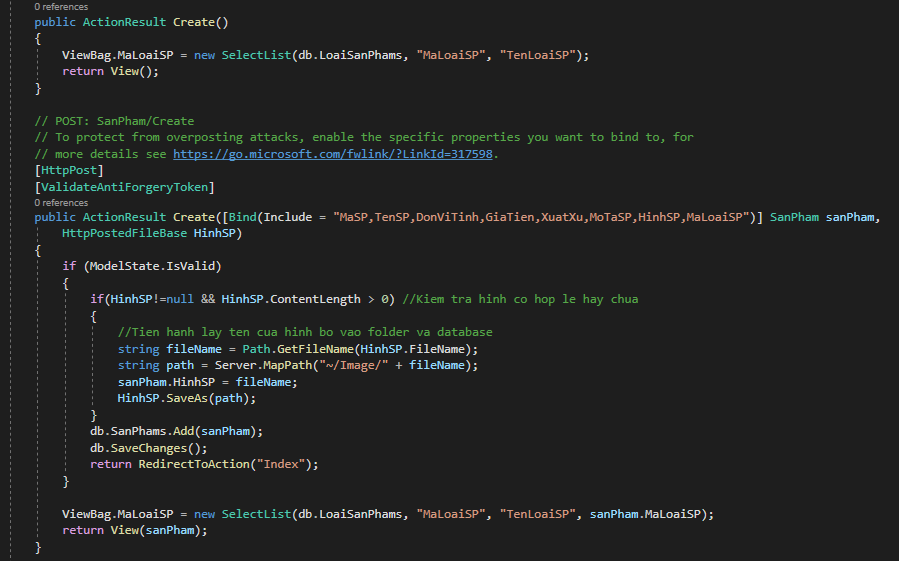 0 references
public ActionResult Create()
{
ViewBag.MaLoaiSP = new SelectList(db.LoaiSanPhams, "MaLoaiSP", "TenLoaiSP");
return View();
}
// POST: SanPham/Create
// To protect from overposting attacks, enable the specific properties you want to bind to, for
// more details see https://go.microsoft.com/fwlink/?LinkId=317598.
[HttpPost]
[ValidateAntiForgeryToken]
0 references
public ActionResult Create([Bind(Include = "MaSP,TenSP,DonViTinh,GiaTien,XuatXu,MoTaSP,HinhSP,MaLoaiSP")] SanPham sanPham,
HttpPostedFileBase HinhSP)
{
if (ModelState.IsValid)
{
if(HinhSP!=null && HinhSP.ContentLength > 0) //Kiem tra hinh co hop le hay chua
{
//Tien hanh lay ten cua hinh bo vao folder va database
string fileName = Path.GetFileName(HinhSP.FileName);
string path = Server.MapPath("~/Image/" + fileName);
sanPham.HinhSP = fileName;
HinhSP.SaveAs(path);
}
db.SanPhams.Add(sanPham);
db.SaveChanges();
return RedirectToAction("Index");
}
ViewBag.MaLoaiSP = new SelectList(db.LoaiSanPhams, "MaLoaiSP", "TenLoaiSP", sanPham.MaLoaiSP);
return View(sanPham);
}